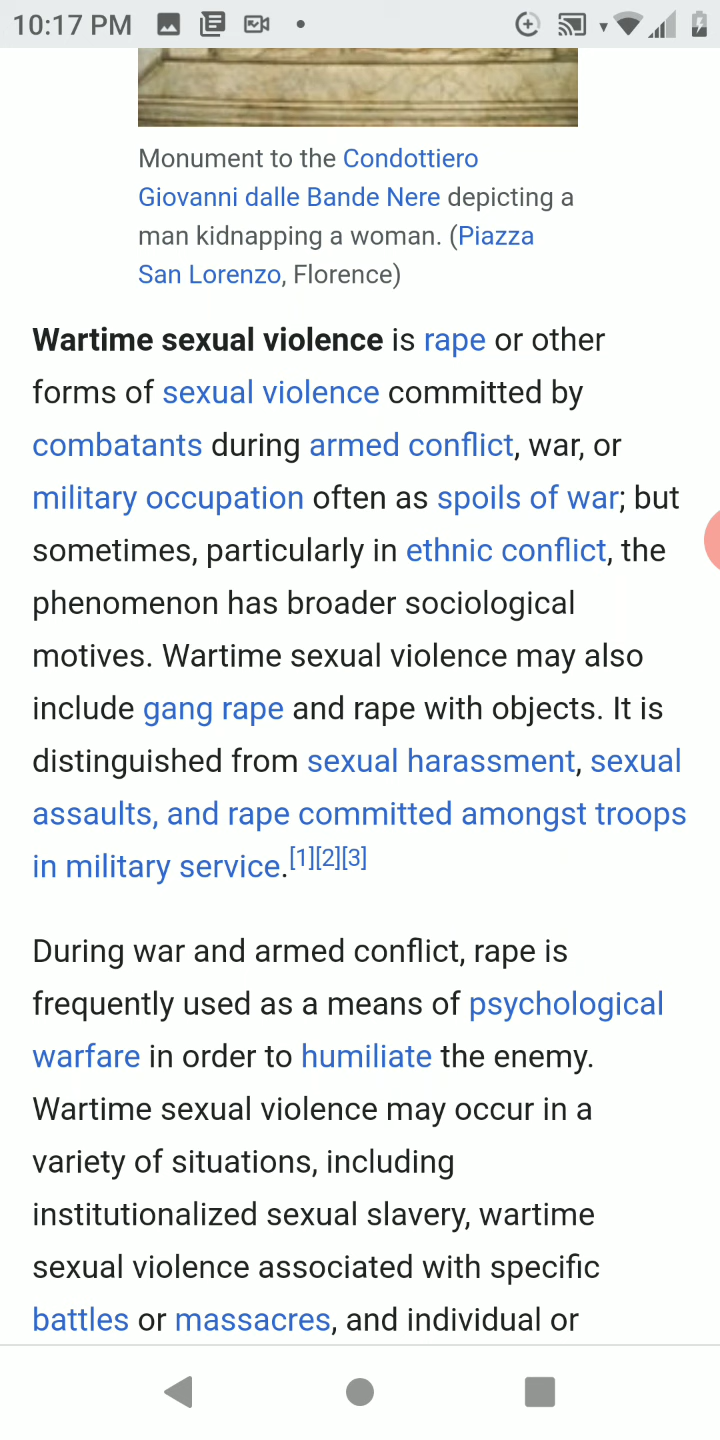 10:17 PM
Monument to the Condottiero
Giovanni dalle Bande Nere depicting a
man kidnapping a woman. (Piazza
San Lorenzo, Florence)
Wartime sexual violence is rape or other
forms of sexual violence committed by
combatants during armed conflict, war, or
military occupation often as spoils of war; but
sometimes, particularly in ethnic conflict, the
phenomenon has broader sociological
motives. Wartime sexual violence may also
include gang rape and rape with objects. It is
distinguished from sexual harassment, sexual
assaults, and rape committed amongst troops
in military service.[1][2][3]
During war and armed conflict, rape is
frequently used as a means of psychological
warfare in order to humiliate the enemy.
Wartime sexual violence may occur in a
variety of situations, including
institutionalized sexual slavery, wartime
sexual violence associated with specific
battles or massacres, and individual or